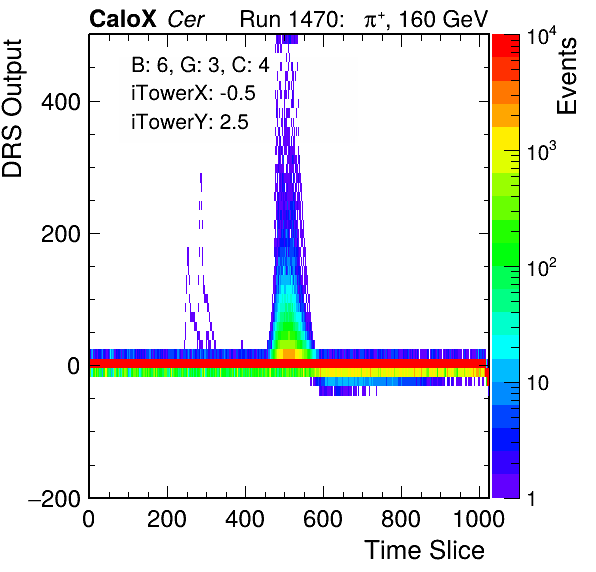 CaloX Cer Run 1470: π⁺, 160 GeV
B: 6, G: 3, C: 4
iTowerX: -0.5
iTowerY: 2.5
DRS Output
400
200
0
−200
0 200 400 600 800 1000
Time Slice
10⁴
10³
10²
10
1
Events